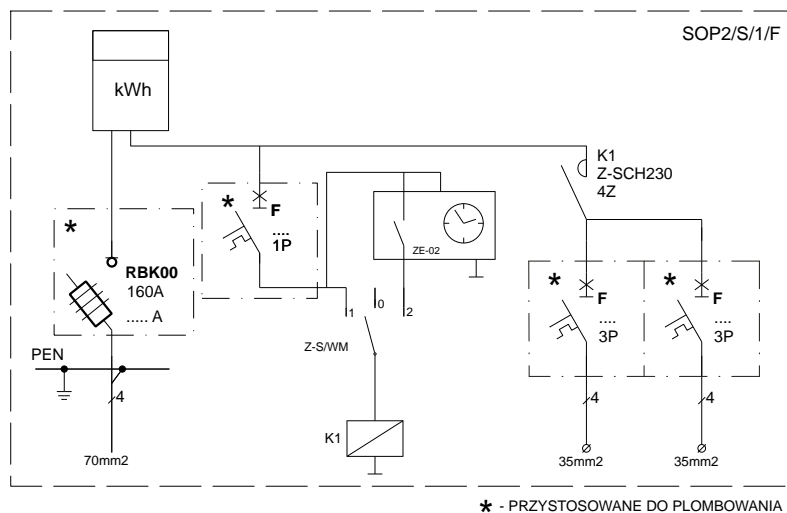 SOP2/S/1/F
kWh
K1
Z-SCH230
4Z
*
RBK00
160A
..... A
*
F
....
1P
ZE-02
*
F
....
3P
*
F
....
3P
1
0
2
Z-S/WM
PEN
4
4
4
K1
70mm2
35mm2
35mm2
* - PRZYSTOSOWANE DO PLOMBOWANIA